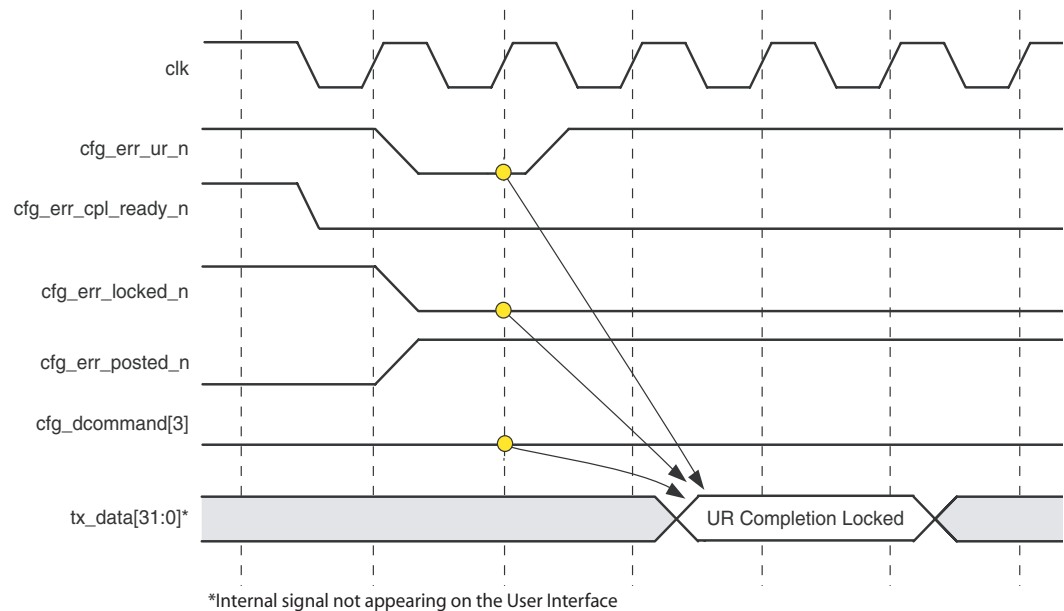 clk
cfg_err_ur_n
cfg_err_cpl_ready_n
cfg_err_locked_n
cfg_err_posted_n
cfg_dcommand[3]
tx_data[31:0]*
UR Completion Locked
*Internal signal not appearing on the User Interface